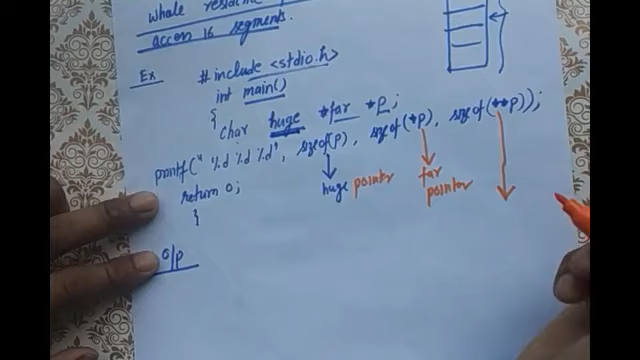 whole residing
access 16 segments.
Ex
#include <stdio.h>
int main()
{
char huge *far *p;
printf("%d %d %d", sizeof(p), sizeof(*p), sizeof(**p));
huge pointer
far pointer
return 0;
}
O/P